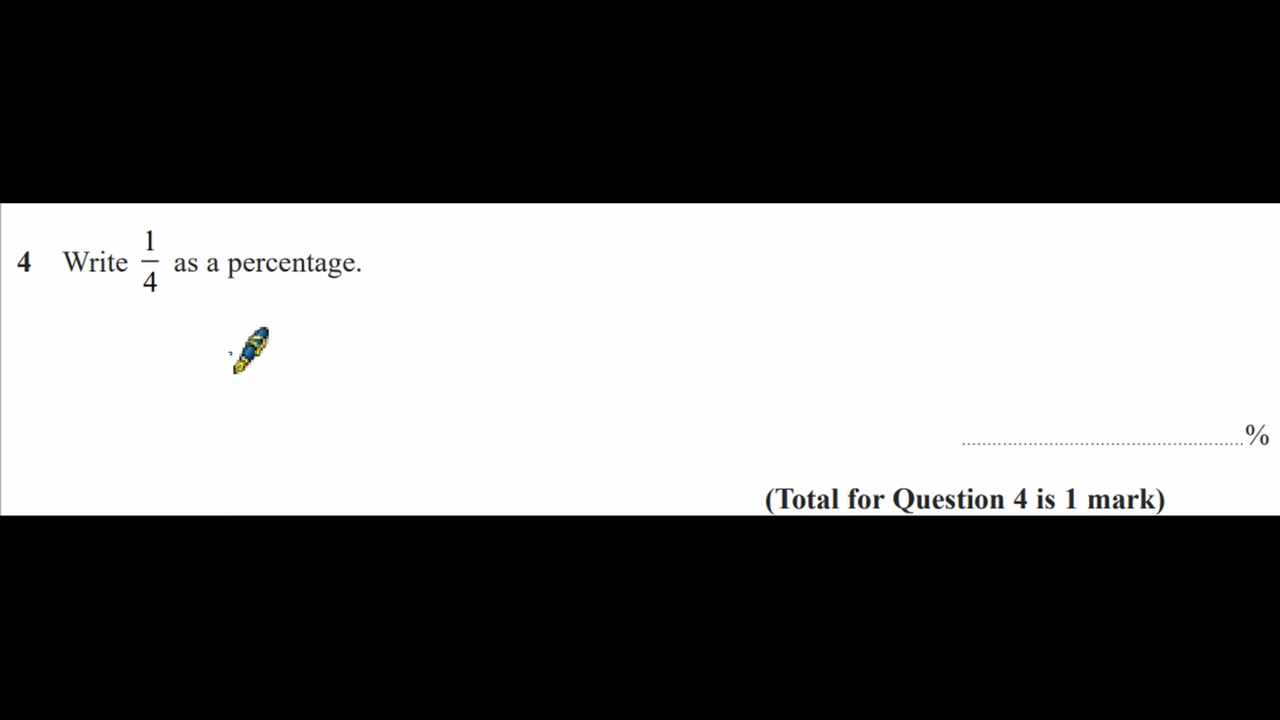 4 Write 1/4 as a percentage.
................................................%
(Total for Question 4 is 1 mark)